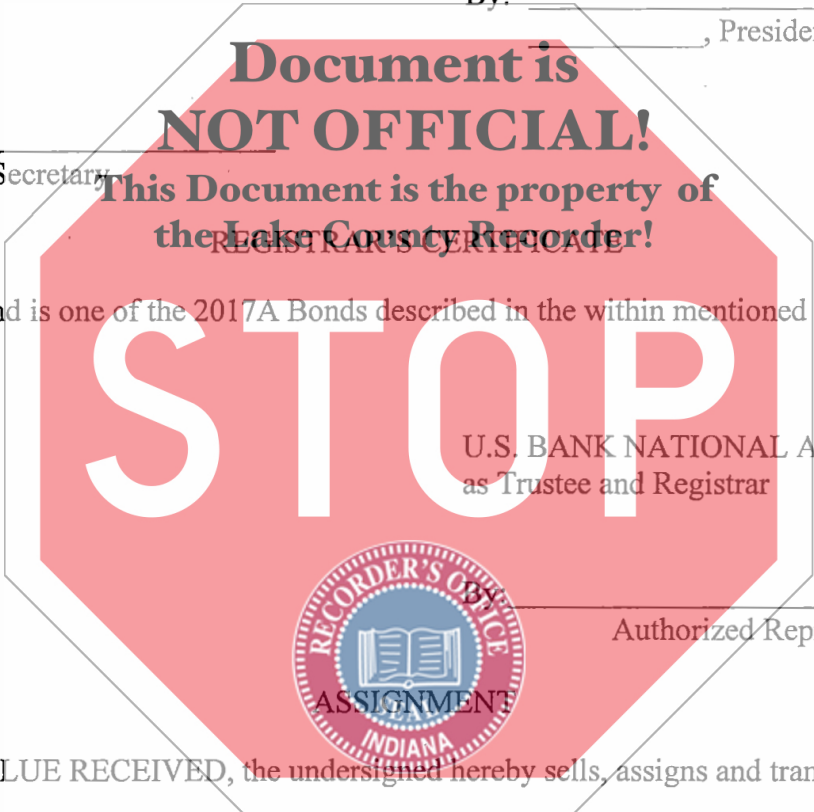 By:
, Preside
Document is
NOT OFFICIAL!
Secretary
This Document is the property of
the Lake County Recorder!
REGISTRAR'S CERTIFICATE
d is one of the 2017A Bonds described in the within mentioned
STOP
U.S. BANK NATIONAL A
as Trustee and Registrar
RECORDER'S OFFICE
By:
Authorized Rep
ASSIGNMENT
SEAL
INDIANA
LUE RECEIVED, the undersigned hereby sells, assigns and tran